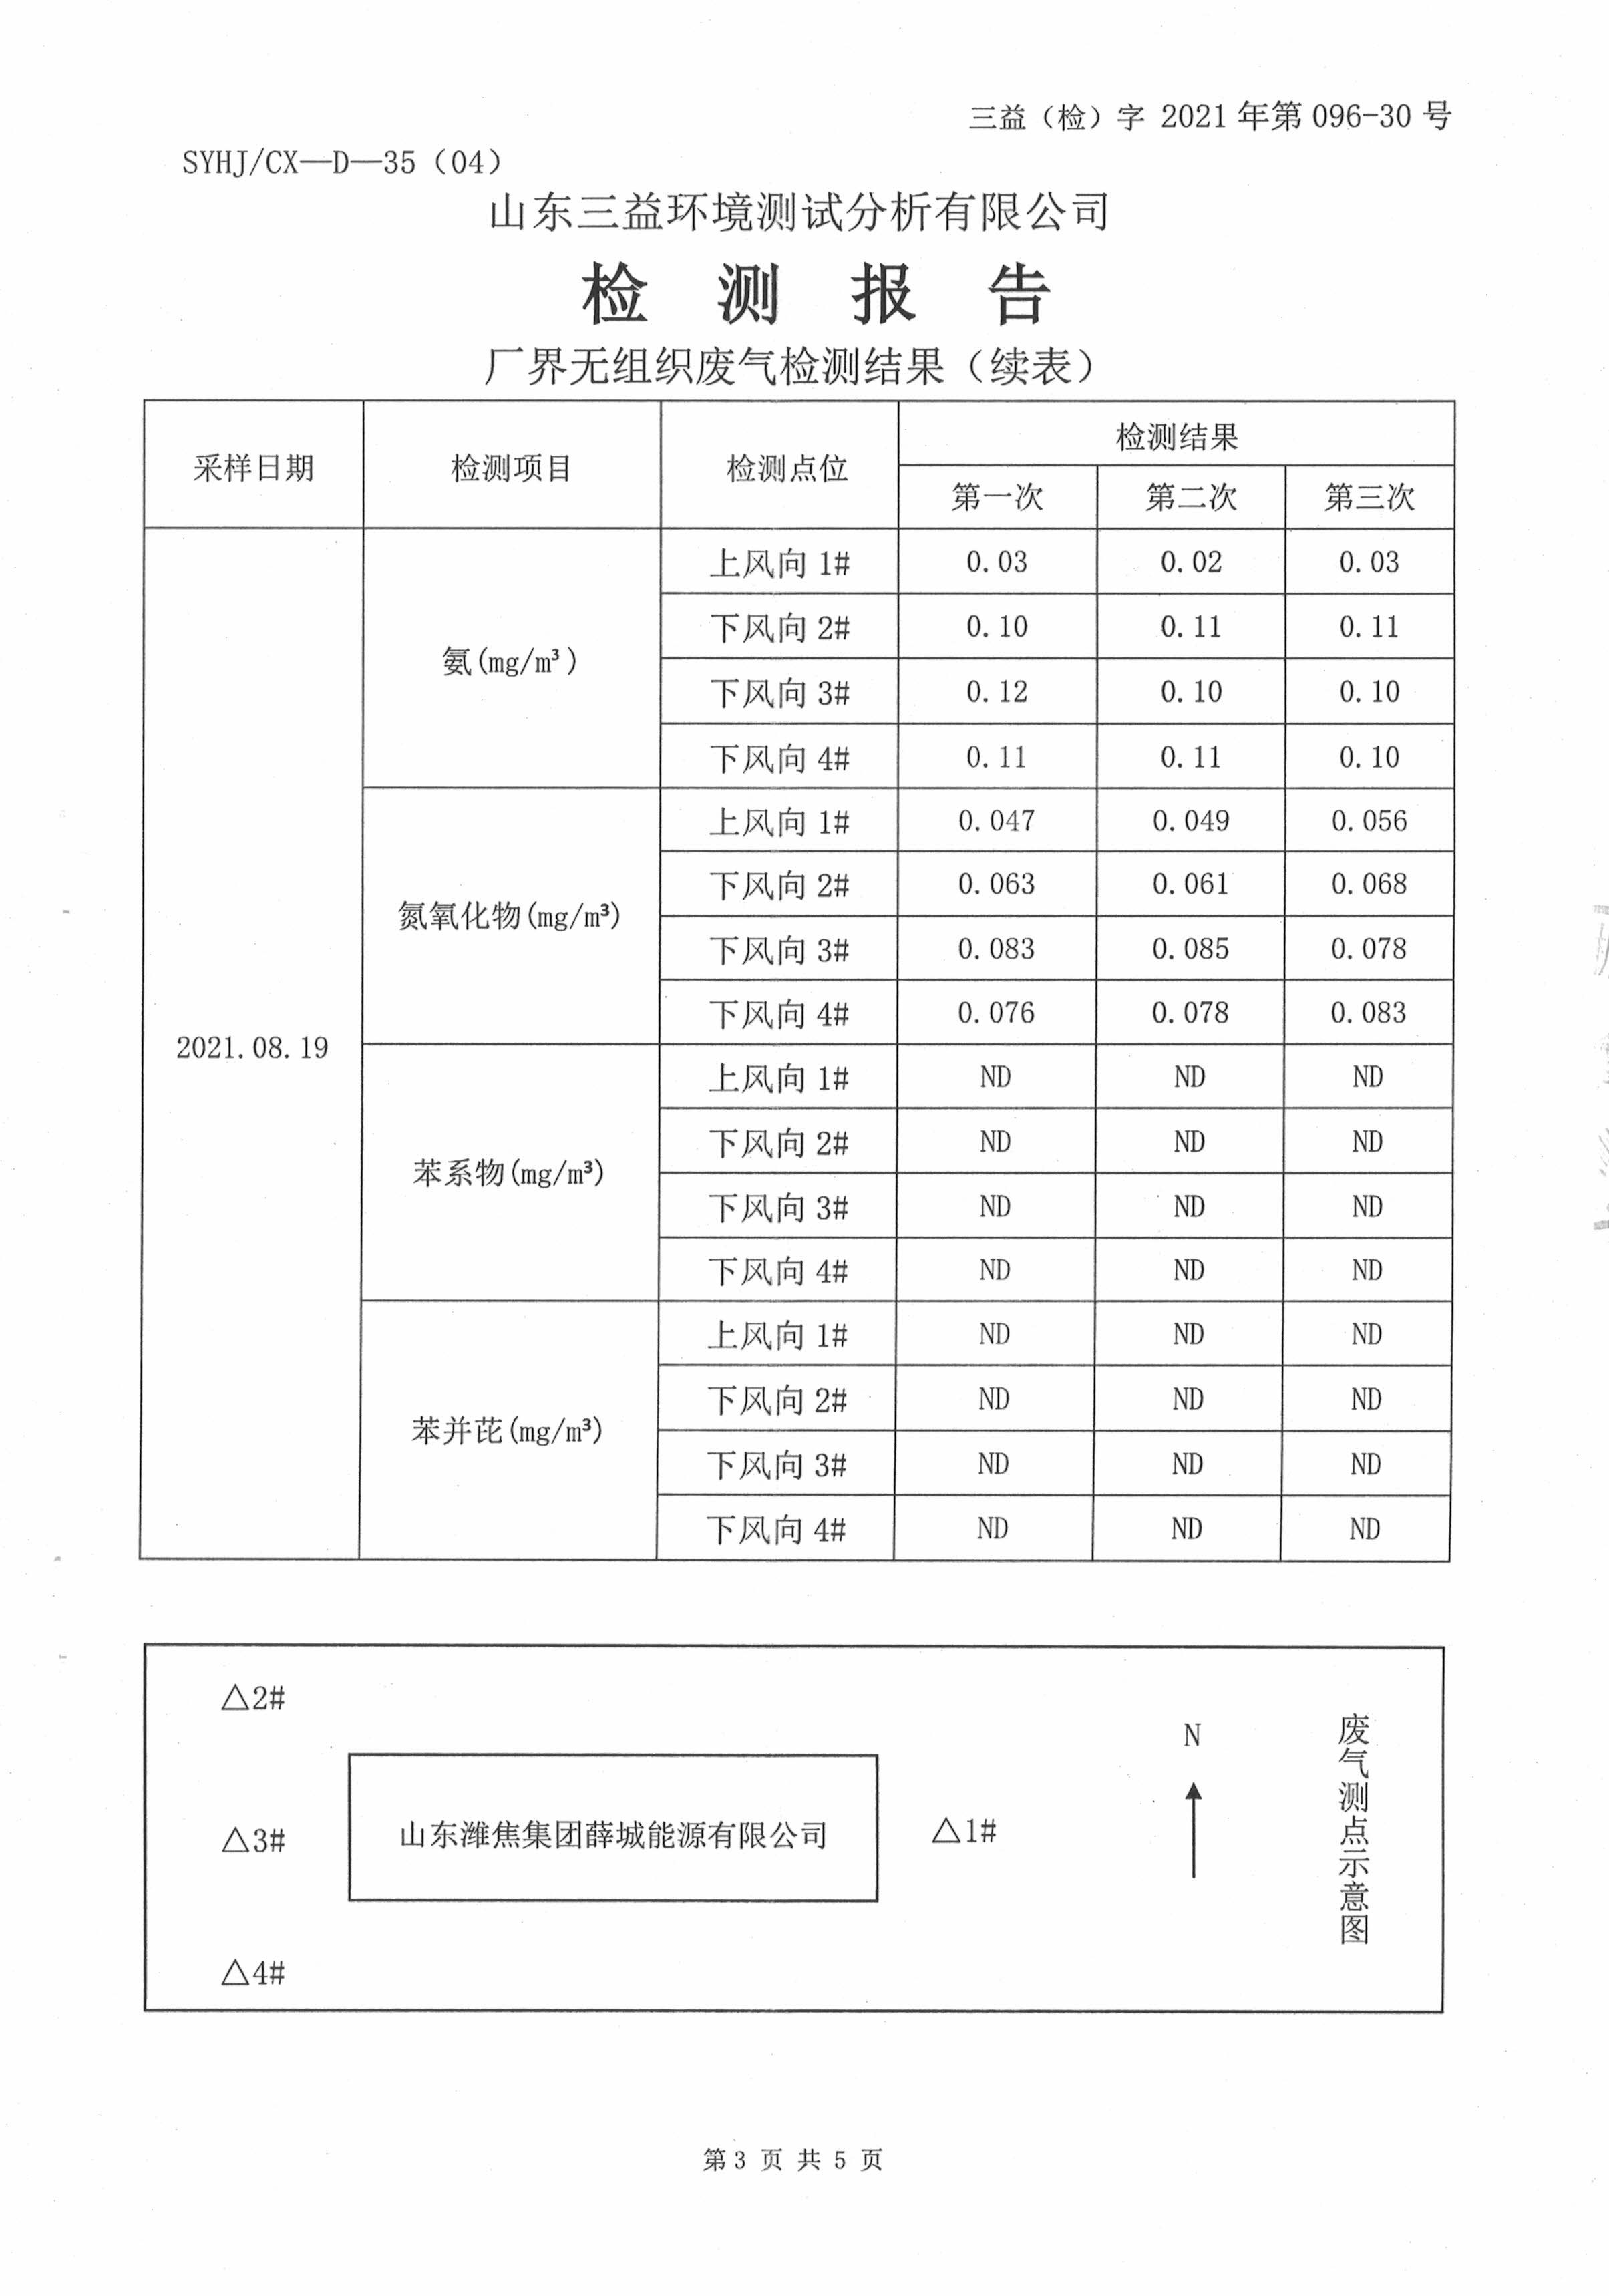 三益（检）字 2021 年第 096-30 号
SYHJ/CX—D—35（04）
山东三益环境测试分析有限公司
检 测 报 告
厂界无组织废气检测结果（续表）
采样日期 检测项目 检测点位 检测结果
第一次 第二次 第三次
2021.08.19
氨(mg/m³)
上风向 1# 0.03 0.02 0.03
下风向 2# 0.10 0.11 0.11
下风向 3# 0.12 0.10 0.10
下风向 4# 0.11 0.11 0.10
氮氧化物(mg/m³)
上风向 1# 0.047 0.049 0.056
下风向 2# 0.063 0.061 0.068
下风向 3# 0.083 0.085 0.078
下风向 4# 0.076 0.078 0.083
苯系物(mg/m³)
上风向 1# ND ND ND
下风向 2# ND ND ND
下风向 3# ND ND ND
下风向 4# ND ND ND
苯并芘(mg/m³)
上风向 1# ND ND ND
下风向 2# ND ND ND
下风向 3# ND ND ND
下风向 4# ND ND ND
△2#
△3#
△4#
山东潍焦集团薛城能源有限公司
△1#
N
废气测点示意图
第 3 页 共 5 页